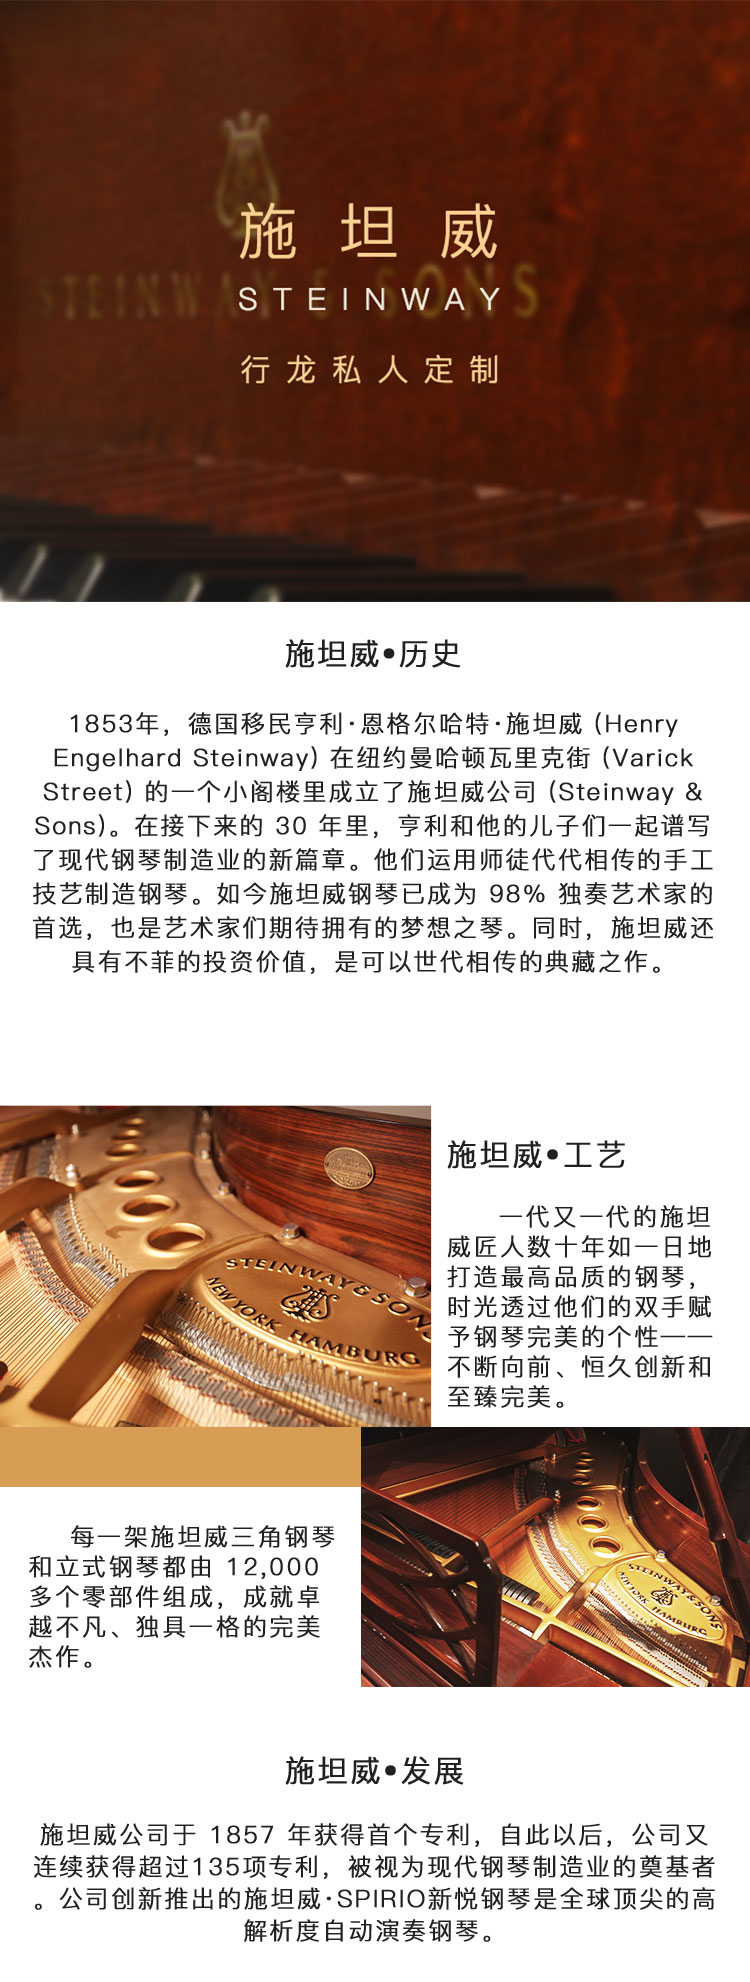 施坦威
STEINWAY & SONS
STEINWAY
行龙私人定制
施坦威•历史
1853年，德国移民亨利·恩格尔哈特·施坦威（Henry
Engelhard Steinway）在纽约曼哈顿瓦里克街（Varick
Street）的一个小阁楼里成立了施坦威公司（Steinway &
Sons）。在接下来的 30 年里，亨利和他的儿子们一起谱写
了现代钢琴制造业的新篇章。他们运用师徒代代相传的手工
技艺制造钢琴。如今施坦威钢琴已成为 98% 独奏艺术家的
首选，也是艺术家们期待拥有的梦想之琴。同时，施坦威还
具有不菲的投资价值，是可以世代相传的典藏之作。
STEINWAY & SONS
NEW YORK HAMBURG
施坦威•工艺
一代又一代的施坦
威匠人数十年如一日地
打造最高品质的钢琴，
时光透过他们的双手赋
予钢琴完美的个性——
不断向前、恒久创新和
至臻完美。
每一架施坦威三角钢琴
和立式钢琴都由 12,000
多个零部件组成，成就卓
越不凡、独具一格的完美
杰作。
STEINWAY & SONS
NEW YORK HAMBURG
施坦威•发展
施坦威公司于 1857 年获得首个专利，自此以后，公司又
连续获得超过135项专利，被视为现代钢琴制造业的奠基者
。公司创新推出的施坦威·SPIRIO新悦钢琴是全球顶尖的高
解析度自动演奏钢琴。